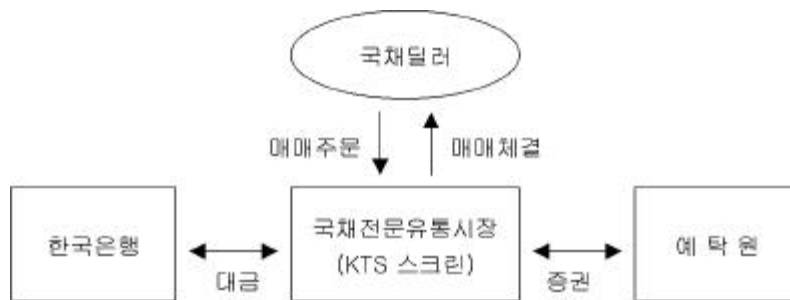 국채딜러
매매주문
매매체결
한국은행
국채전문유통시장
(KTS 스크린)
예 탁 원
대금
증권